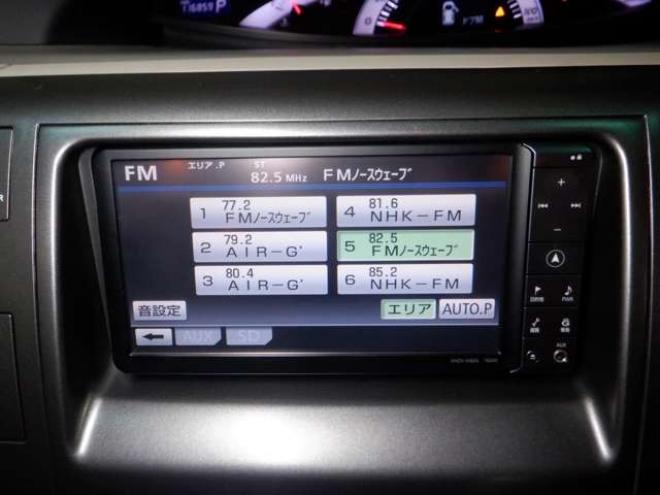 FM エリア.P ST 82.5 MHz FMノースウェーブ
1 77.2 FMノースウェーブ
4 81.6 NHK-FM
2 79.2 AIR-G'
5 82.5 FMノースウェーブ
3 80.4 AIR-G'
6 85.2 NHK-FM
音設定
エリア
AUTO.P
AUX
SD
AUX